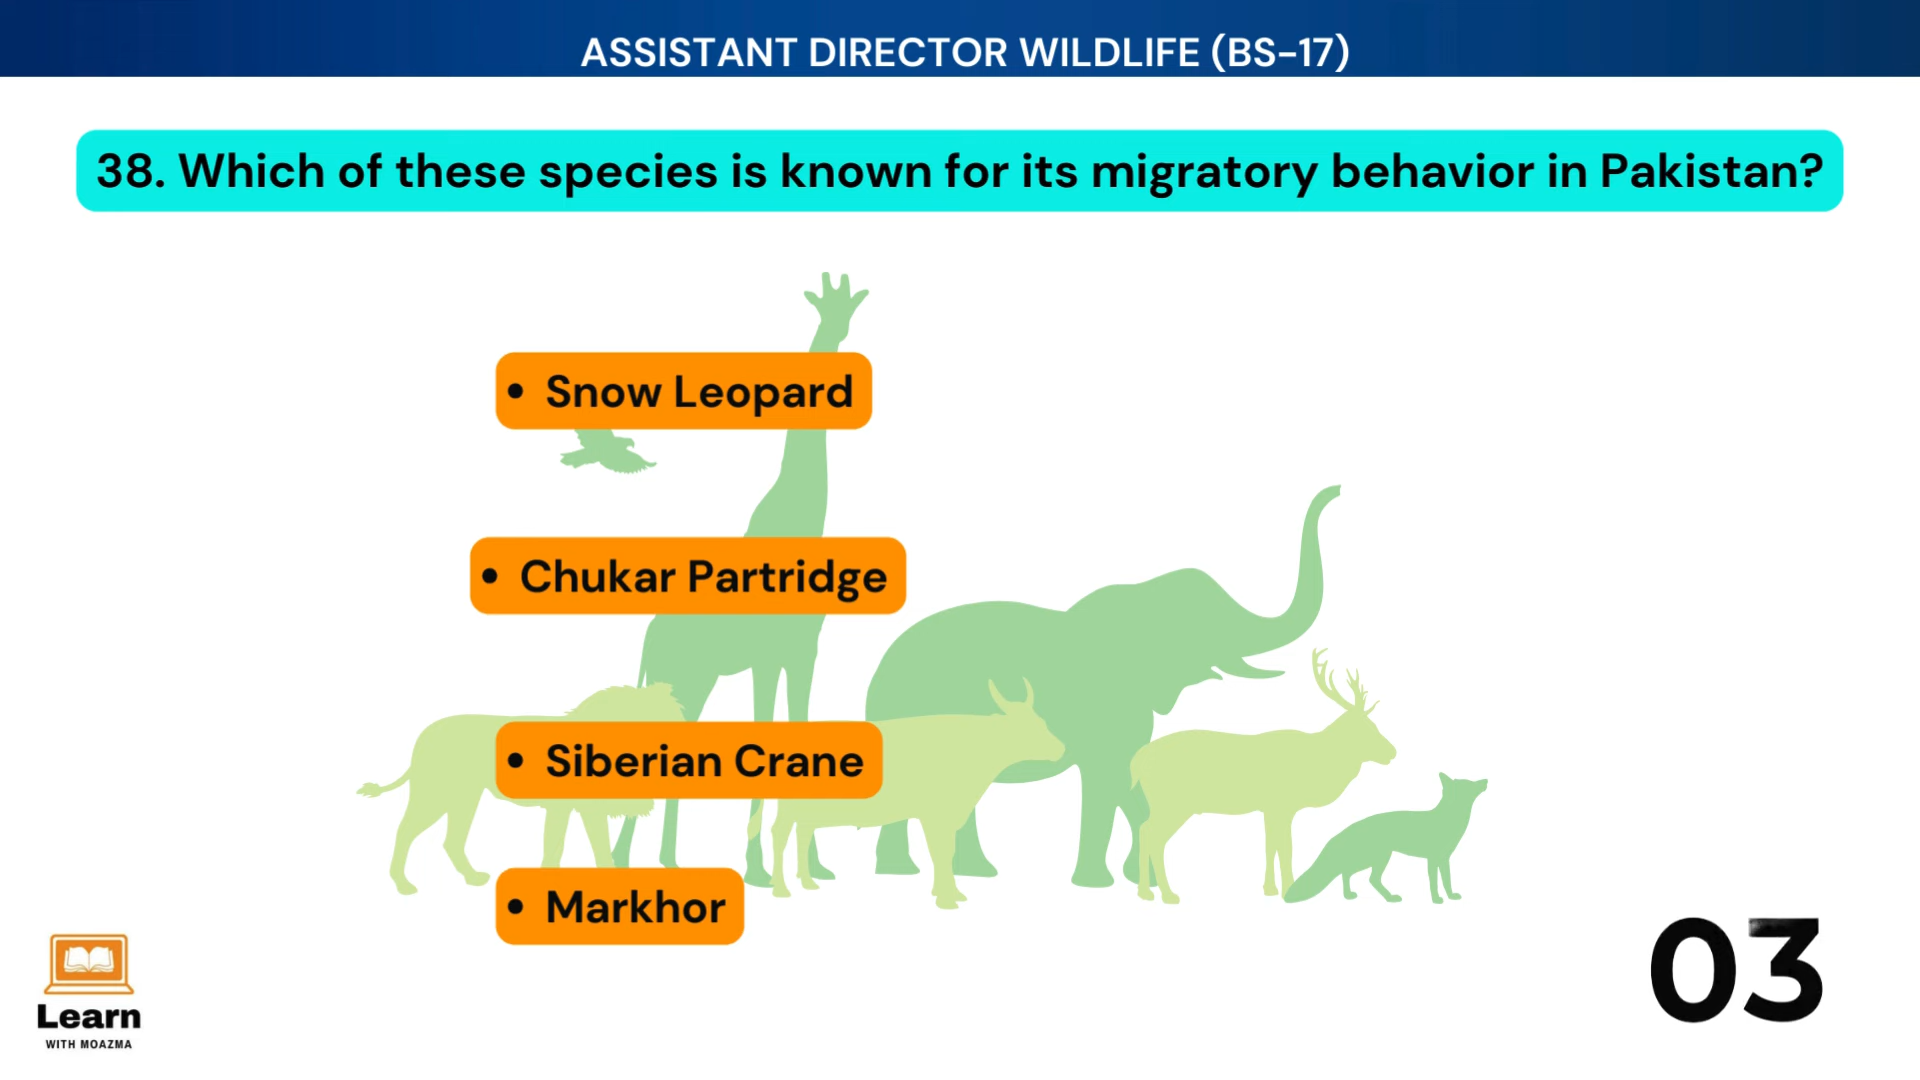 ASSISTANT DIRECTOR WILDLIFE (BS-17)
38. Which of these species is known for its migratory behavior in Pakistan?
• Snow Leopard
• Chukar Partridge
• Siberian Crane
• Markhor
Learn
WITH MOAZMA
03